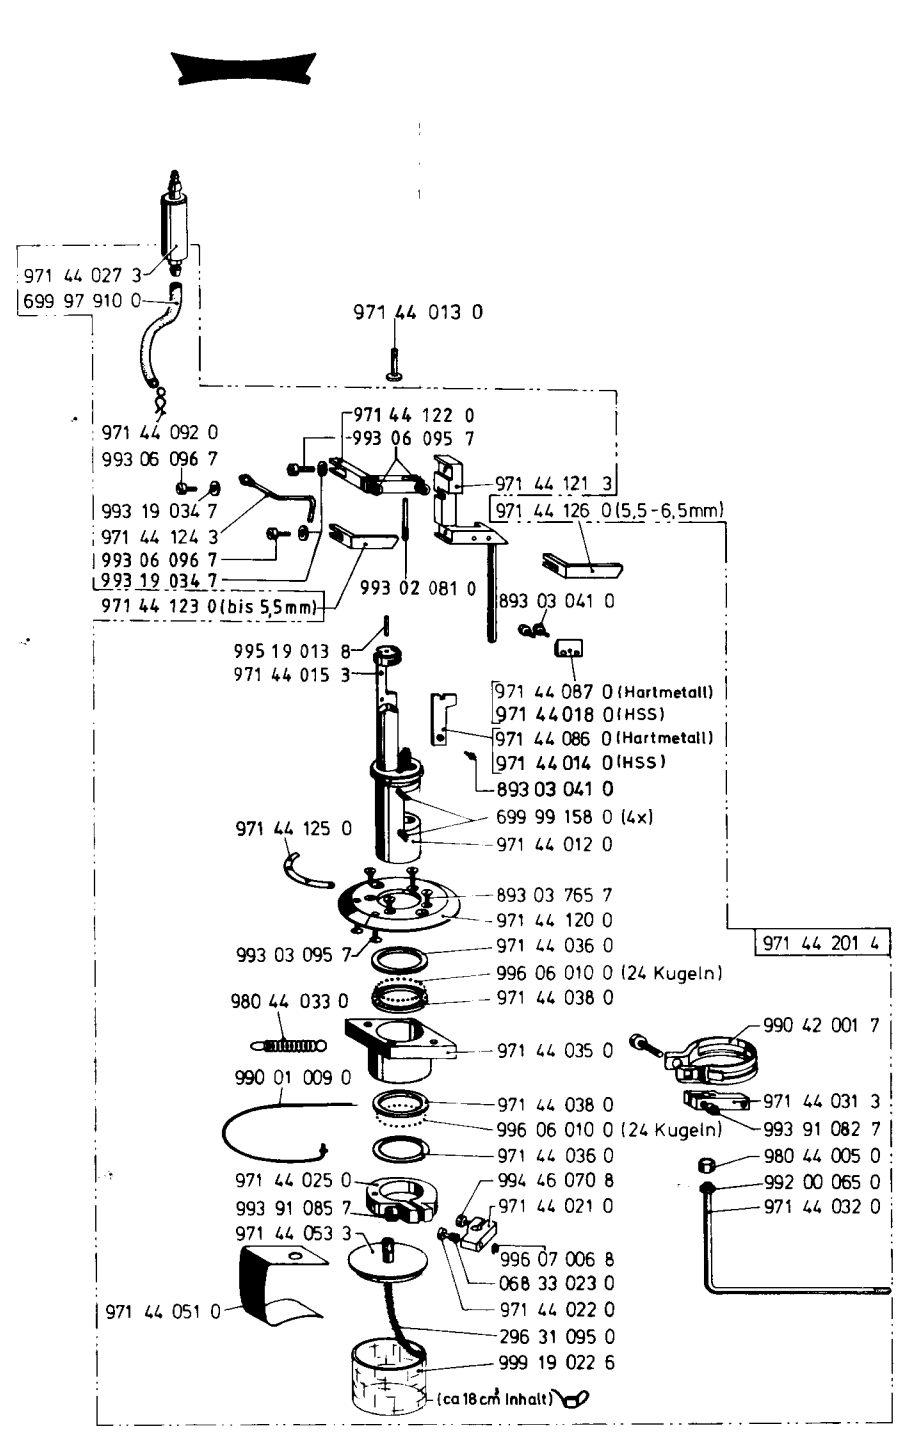 971 44 027 3
699 97 910 0
971 44 013 0
971 44 122 0
993 06 095 7
971 44 092 0
993 06 096 7
971 44 121 3
971 44 126 0 (5,5-6,5mm)
993 19 034 7
971 44 124 3
993 06 096 7
993 19 034 7
971 44 123 0 (bis 5,5mm)
993 02 081 0
893 03 041 0
995 19 013 8
971 44 015 3
971 44 087 0 (Hartmetall)
971 44 018 0 (HSS)
971 44 086 0 (Hartmetall)
971 44 014 0 (HSS)
893 03 041 0
699 99 158 0 (4x)
971 44 125 0
971 44 012 0
893 03 765 7
971 44 120 0
993 03 095 7
971 44 036 0
971 44 201 4
996 06 010 0 (24 Kugeln)
980 44 033 0
971 44 038 0
990 42 001 7
971 44 035 0
990 01 009 0
971 44 038 0
971 44 031 3
996 06 010 0 (24 Kugeln)
993 91 082 7
971 44 036 0
980 44 005 0
971 44 025 0
994 46 070 8
992 00 065 0
993 91 085 7
971 44 021 0
971 44 032 0
971 44 053 3
996 07 006 8
068 33 023 0
971 44 051 0
971 44 022 0
296 31 095 0
999 19 022 6
(ca 18 cm³ Inhalt)